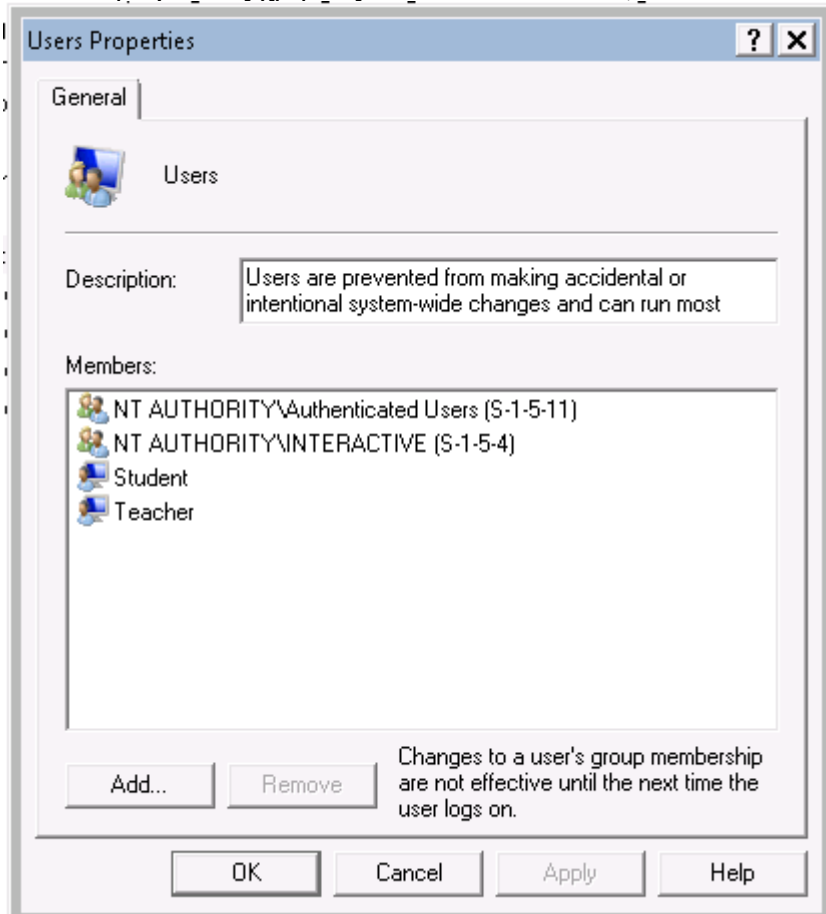 Users Properties
General
Users
Description:
Users are prevented from making accidental or
intentional system-wide changes and can run most
Members:
NT AUTHORITY\Authenticated Users (S-1-5-11)
NT AUTHORITY\INTERACTIVE (S-1-5-4)
Student
Teacher
Add...
Remove
Changes to a user's group membership
are not effective until the next time the
user logs on.
OK
Cancel
Apply
Help